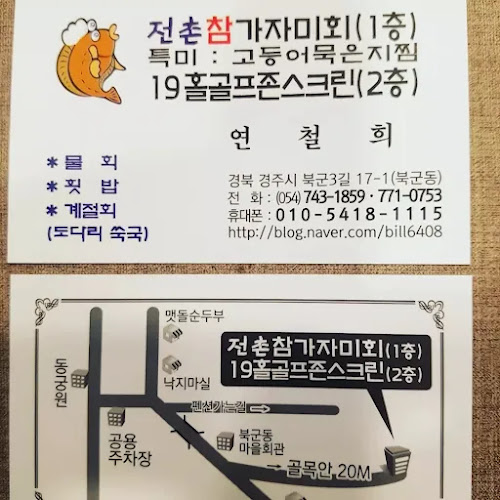 전촌참가자미회(1층)
특미 : 고등어묵은지찜
19홀골프존스크린(2층)
연 철 희
* 물 회
* 횟 밥
* 계절회
(도다리 쑥국)
경북 경주시 북군3길 17-1(북군동)
전 화 : (054) 743-1859 · 771-0753
휴대폰 : 010-5418-1115
http://blog.naver.com/bill6408
맷돌순두부
전촌참가자미회(1층)
19홀골프존스크린(2층)
동궁원
낙지마실
펜션가는길
공용
주차장
북군동
마을회관
골목안 20M